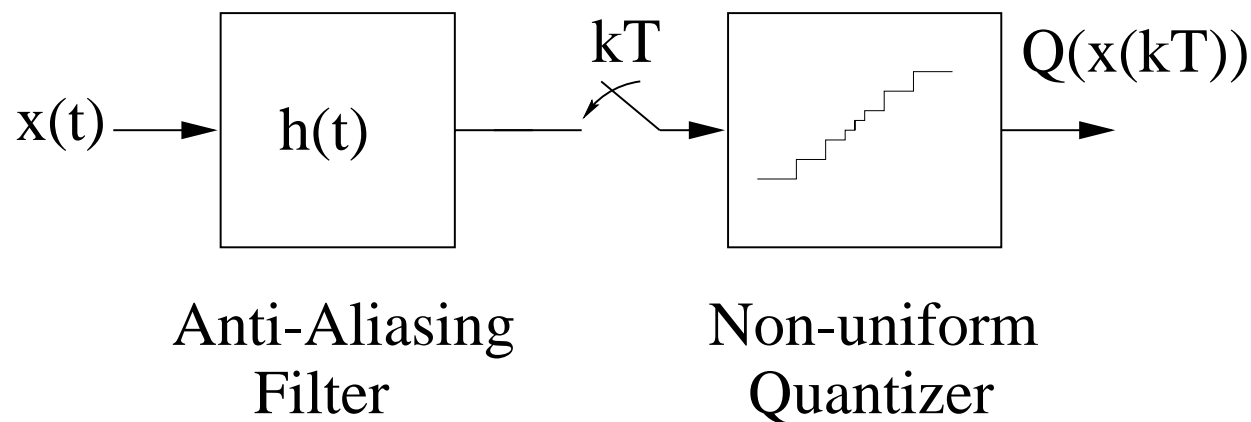 kT
Q(x(kT))
x(t)
h(t)
Anti-Aliasing
Filter
Non-uniform
Quantizer